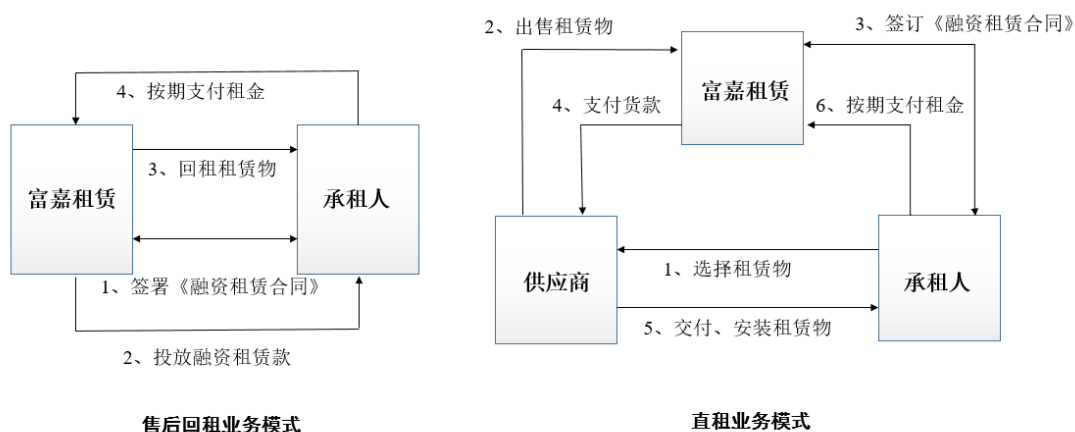 4、按期支付租金
富嘉租赁
3、回租租赁物
承租人
1、签署《融资租赁合同》
2、投放融资租赁款
售后回租业务模式
2、出售租赁物
3、签订《融资租赁合同》
富嘉租赁
4、支付货款
6、按期支付租金
供应商
1、选择租赁物
承租人
5、交付、安装租赁物
直租业务模式